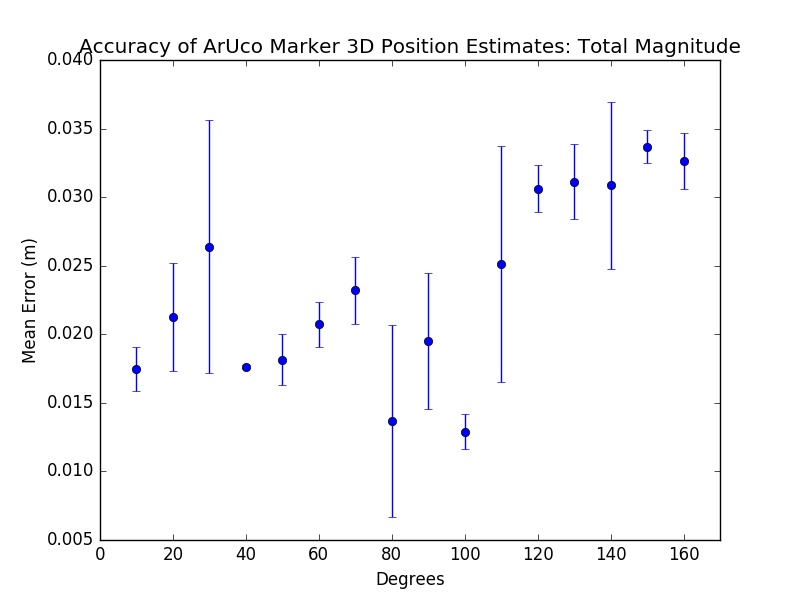 Accuracy of ArUco Marker 3D Position Estimates: Total Magnitude
0.040
0.035
0.030
0.025
0.020
0.015
0.010
0.005
Mean Error (m)
0 20 40 60 80 100 120 140 160
Degrees